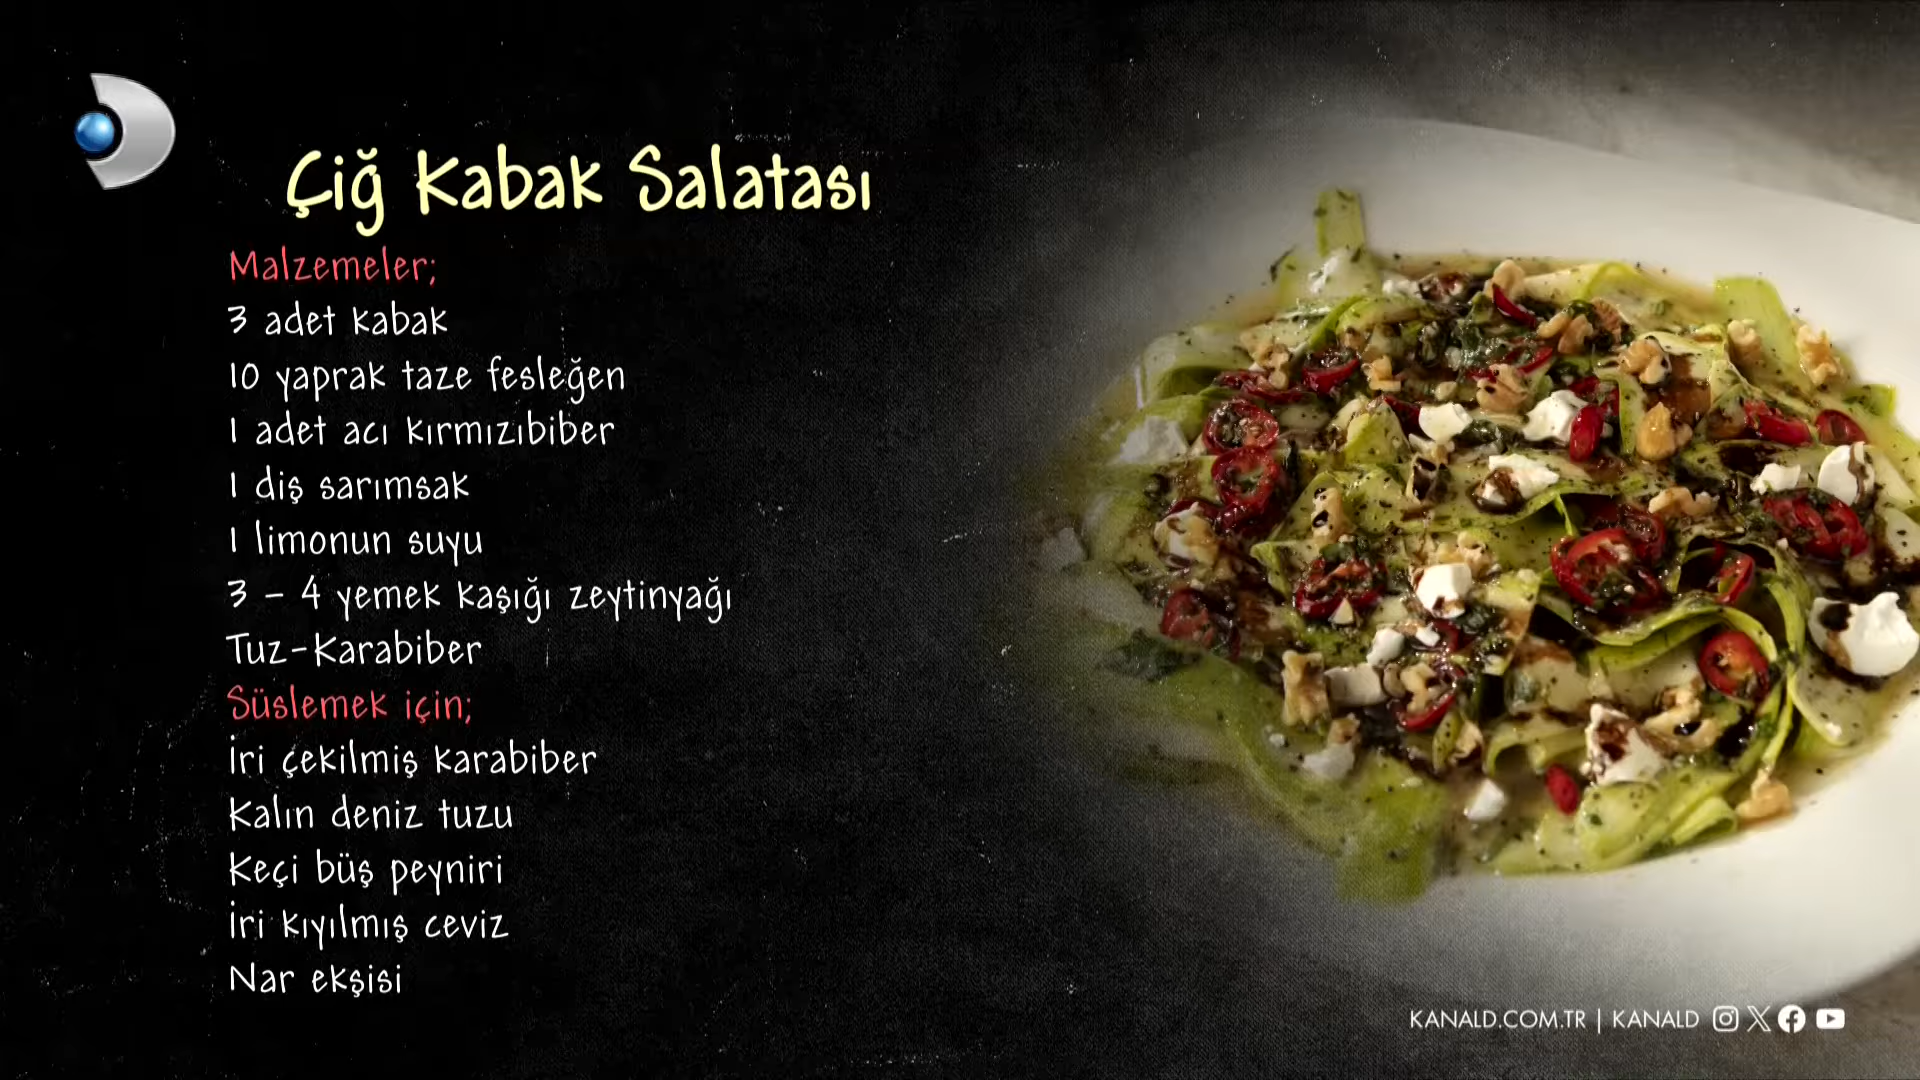 Çiğ Kabak Salatası
Malzemeler;
3 adet kabak
10 yaprak taze fesleğen
1 adet acı kırmızıbiber
1 diş sarımsak
1 limonun suyu
3 – 4 yemek kaşığı zeytinyağı
Tuz-Karabiber
Süslemek için;
İri çekilmiş karabiber
Kalın deniz tuzu
Keçi büş peyniri
İri kıyılmış ceviz
Nar ekşisi
KANALD.COM.TR | KANALD